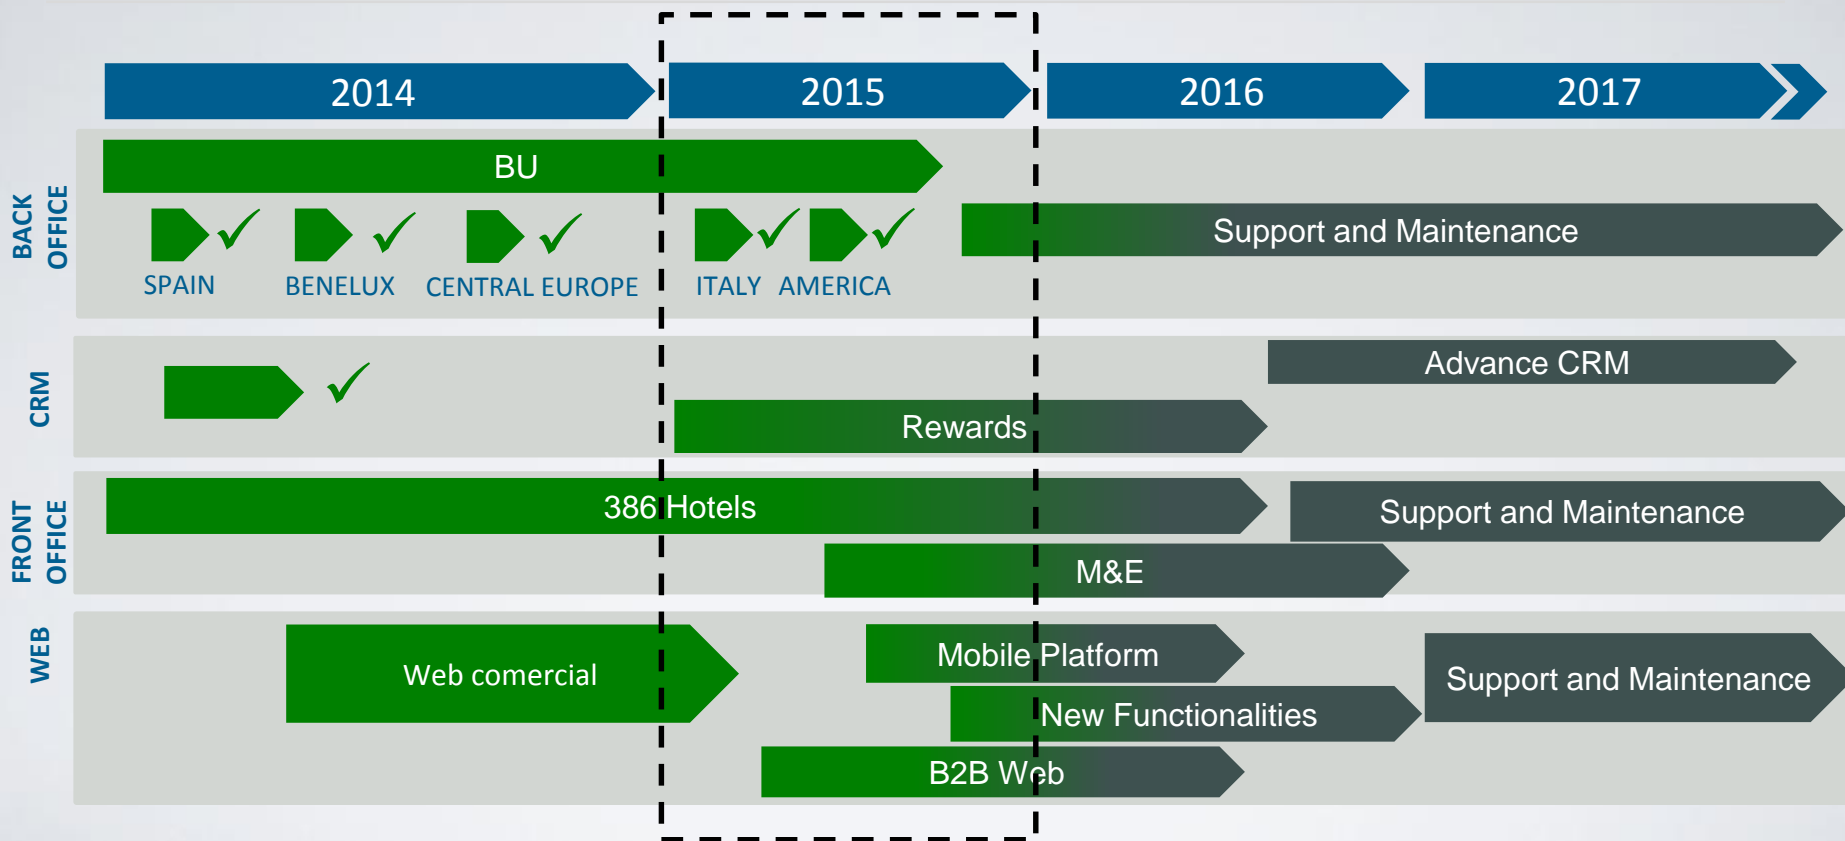 2014
2015
2016
2017
BACK
OFFICE
BU
SPAIN
BENELUX
CENTRAL EUROPE
ITALY
AMERICA
Support and Maintenance
CRM
Advance CRM
Rewards
FRONT
OFFICE
386 Hotels
Support and Maintenance
M&E
WEB
Web comercial
Mobile Platform
New Functionalities
B2B Web
Support and Maintenance